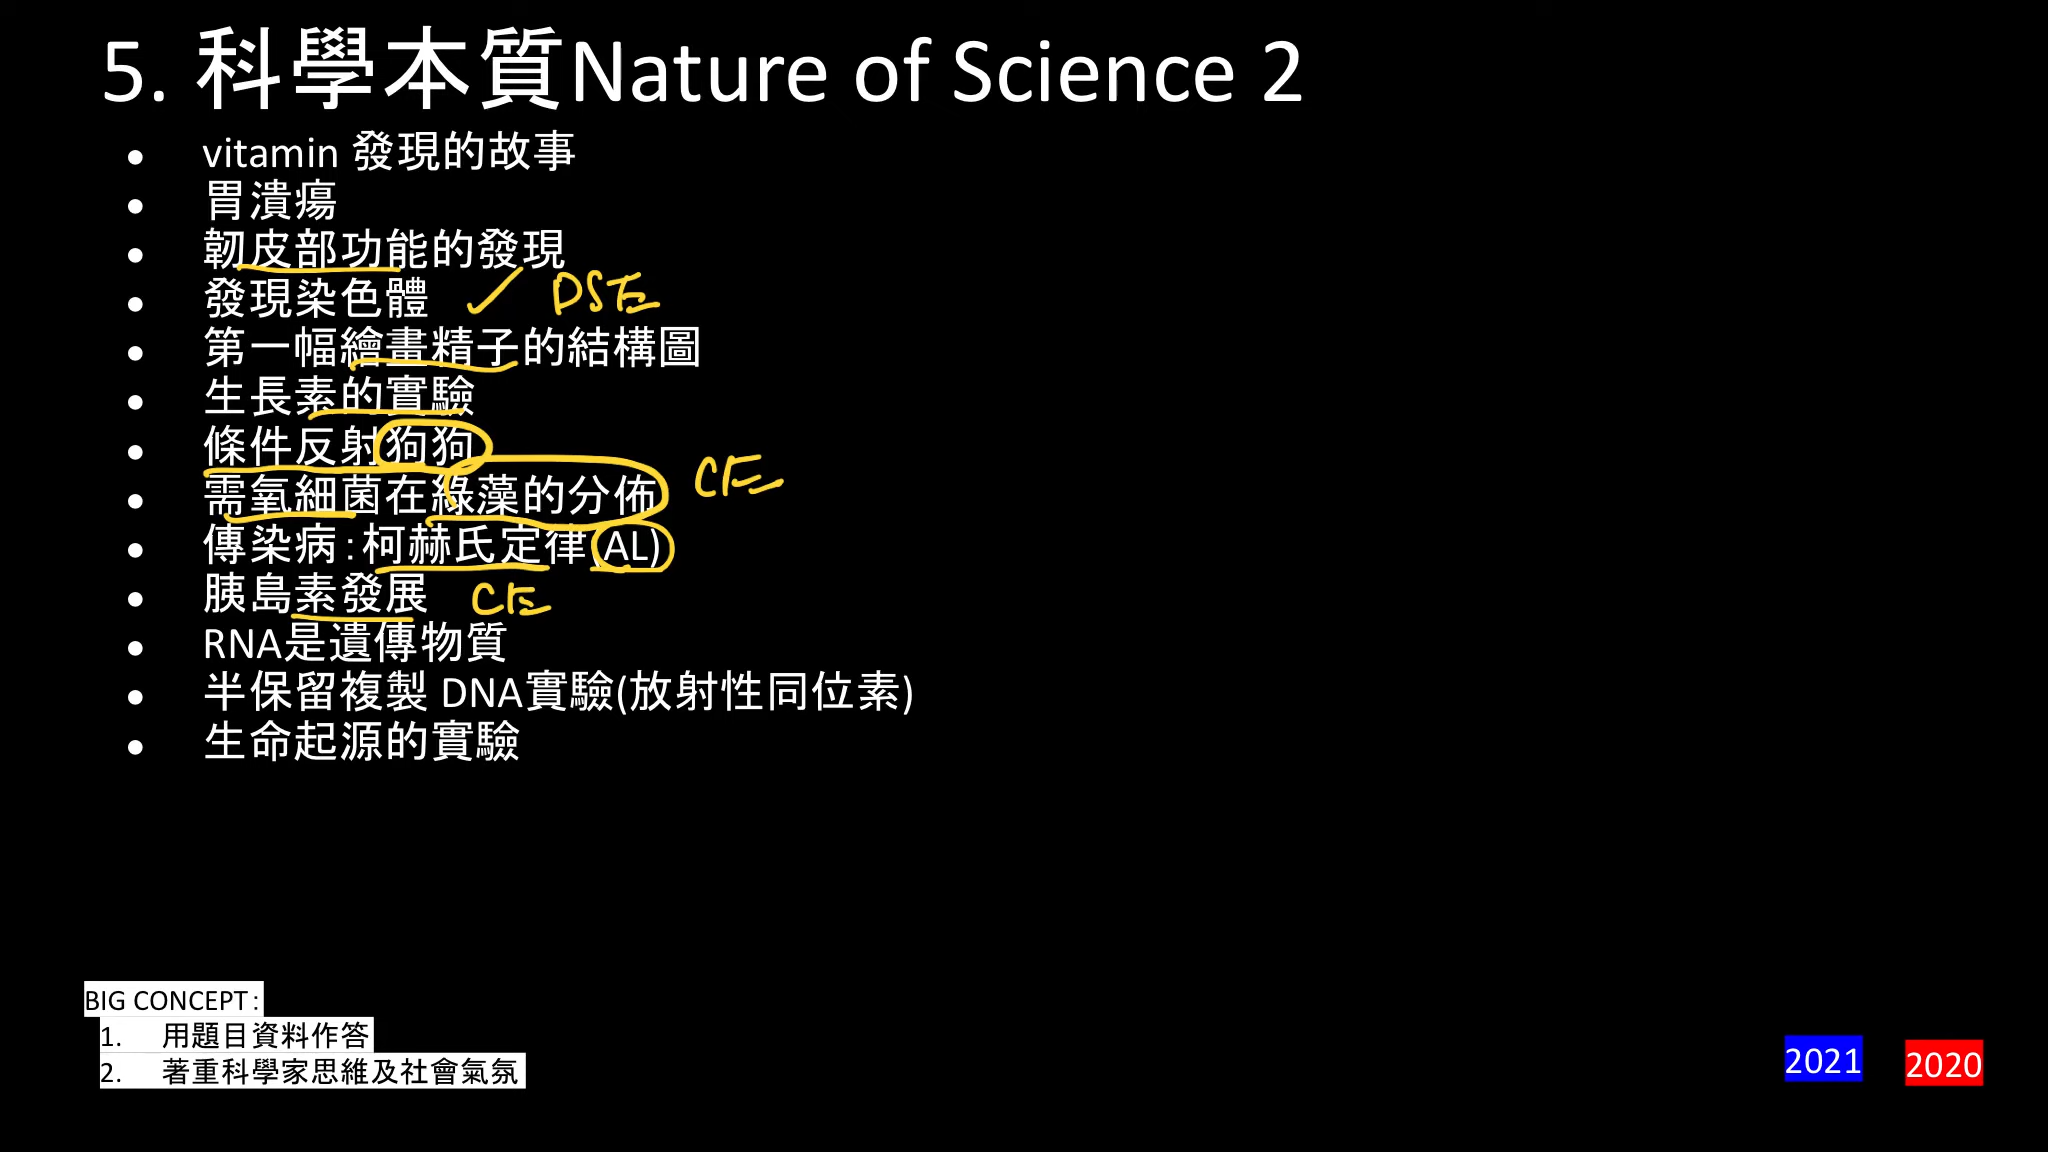 5. 科學本質Nature of Science 2
● vitamin 發現的故事
● 胃潰瘍
● 韌皮部功能的發現
● 發現染色體 ✓ DSE
● 第一幅繪畫精子的結構圖
● 生長素的實驗
● 條件反射狗狗
● 需氧細菌在綠藻的分佈 CE
● 傳染病：柯赫氏定律(AL)
● 胰島素發展 CE
● RNA是遺傳物質
● 半保留複製 DNA實驗(放射性同位素)
● 生命起源的實驗
BIG CONCEPT：
1. 用題目資料作答
2. 著重科學家思維及社會氣氛
2021 2020